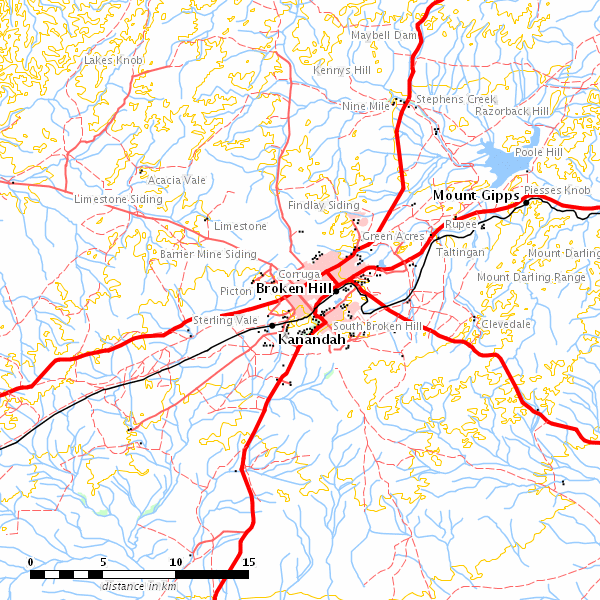 Maybell Dam
Lakes Knob
Kennys Hill
Nine Mile
Stephens Creek
Razorback Hill
Poole Hill
Acacia Vale
Piesses Knob
Mount Gipps
Limestone Siding
Findlay Siding
Limestone
Rupee
Green Acres
Barrier Mine Siding
Taltingan
Mount Darling
Corruga
Mount Darling Range
Picton
Broken Hill
Sterling Vale
South Broken Hill
Clevedale
Kanandah
0 5 10 15
distance in km